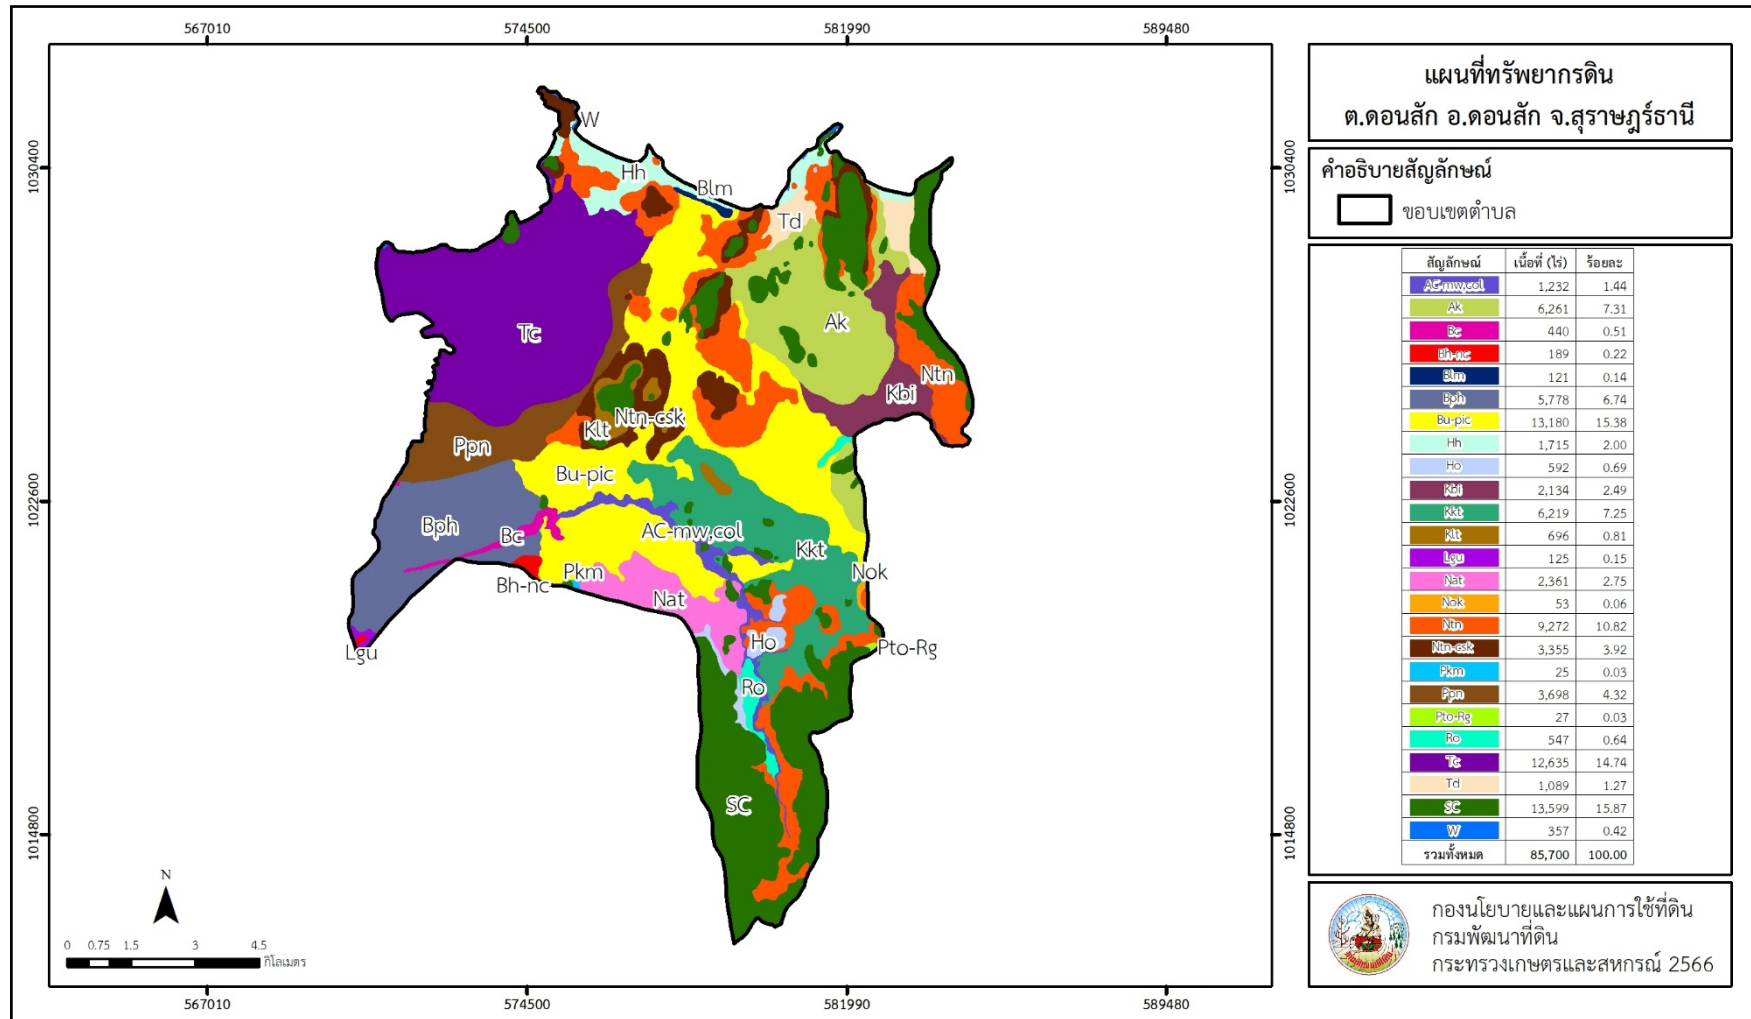 567010 574500 581990 589480
1030400 1030400
1022600 1022600
1014800 1014800
W
Hh
Blm
Td
Tc
Ak
Ntn
Kbi
Ntn-csk
Klt
Ppn
Bu-pic
Bph
Bc
AC-mw,col
Kkt
Nok
Pkm
Bh-nc
Nat
Ho
Pto-Rg
Lgu
Ro
SC
N
0 0.75 1.5 3 4.5
กิโลเมตร
567010 574500 581990 589480
แผนที่ทรัพยากรดิน
ต.ดอนสัก อ.ดอนสัก จ.สุราษฎร์ธานี
คำอธิบายสัญลักษณ์
ขอบเขตตำบล
สัญลักษณ์ เนื้อที่ (ไร่) ร้อยละ
AC-mw,col 1,232 1.44
Ak 6,261 7.31
Bc 440 0.51
Bh-nc 189 0.22
Blm 121 0.14
Bph 5,778 6.74
Bu-pic 13,180 15.38
Hh 1,715 2.00
Ho 592 0.69
Kbi 2,134 2.49
Kkt 6,219 7.25
Klt 696 0.81
Lgu 125 0.15
Nat 2,361 2.75
Nok 53 0.06
Ntn 9,272 10.82
Ntn-csk 3,355 3.92
Pkm 25 0.03
Ppn 3,698 4.32
Pto-Rg 27 0.03
Ro 547 0.64
Tc 12,635 14.74
Td 1,089 1.27
SC 13,599 15.87
W 357 0.42
รวมทั้งหมด 85,700 100.00
กองนโยบายและแผนการใช้ที่ดิน
กรมพัฒนาที่ดิน
กระทรวงเกษตรและสหกรณ์ 2566